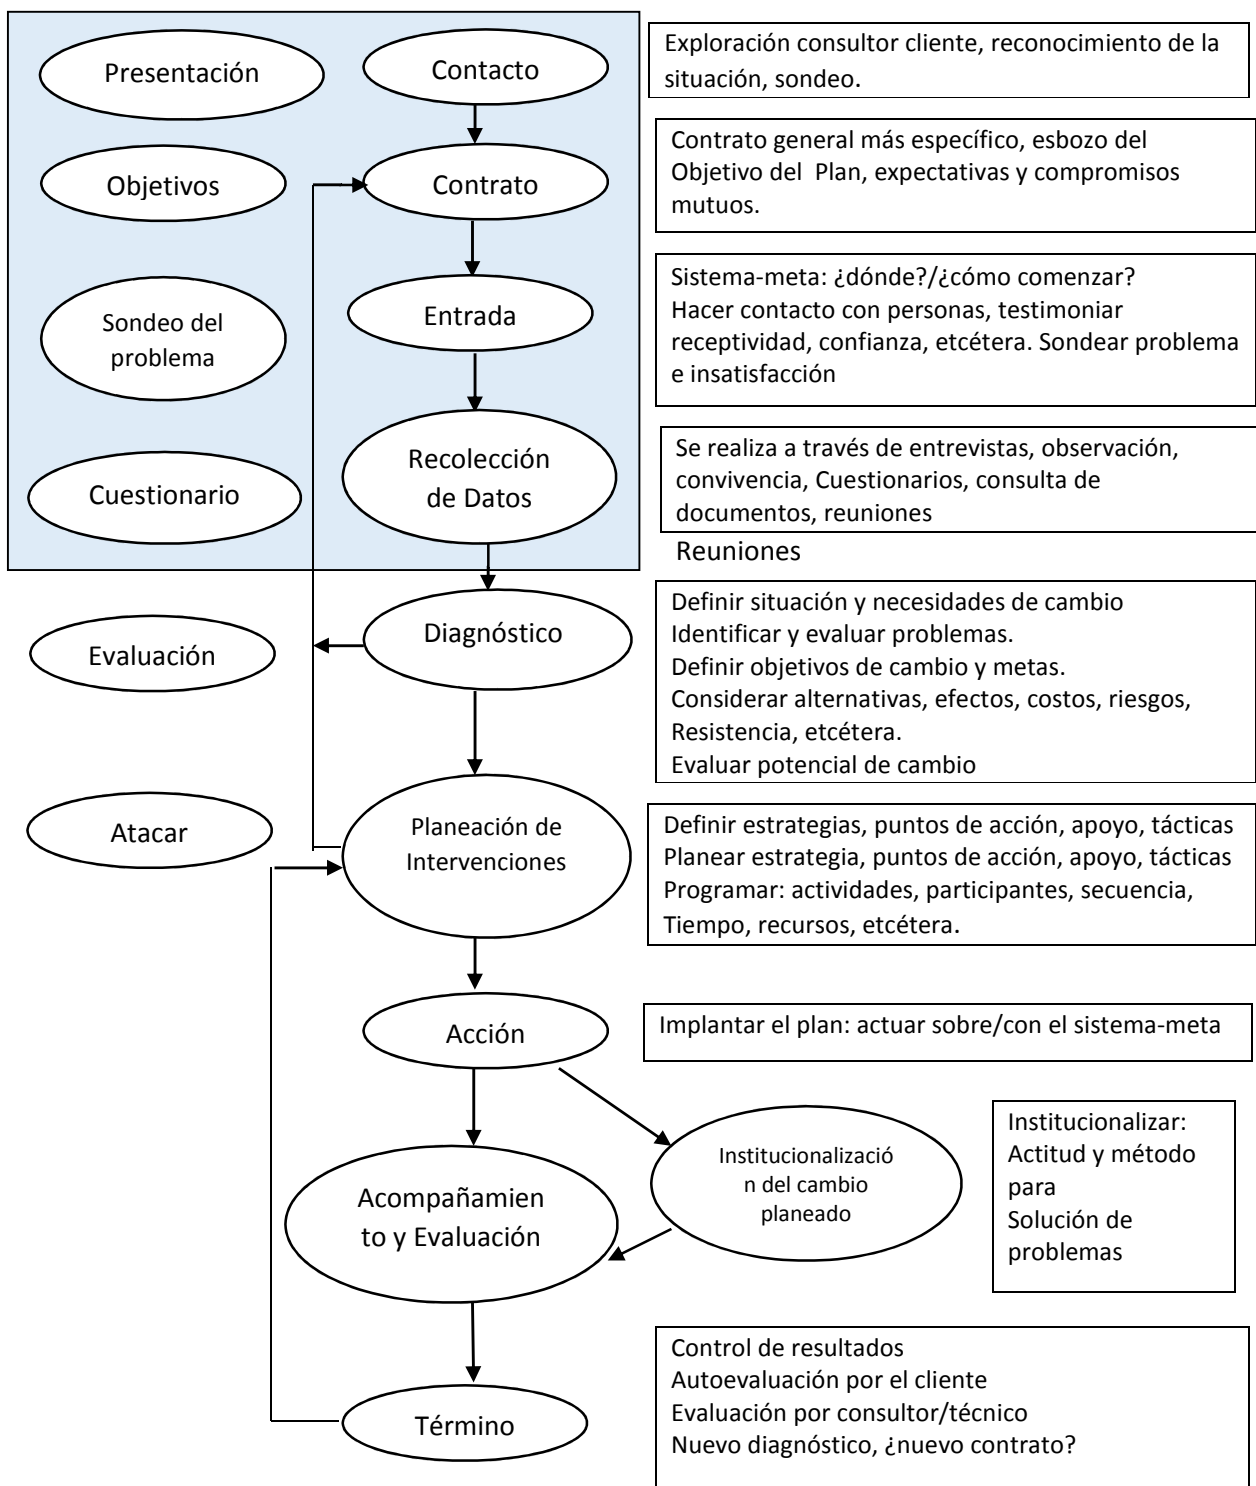 Presentación
Contacto
Exploración consultor cliente, reconocimiento de la
situación, sondeo.
Objetivos
Contrato
Contrato general más específico, esbozo del
Objetivo del Plan, expectativas y compromisos
mutuos.
Sondeo del
problema
Entrada
Sistema-meta: ¿dónde?/¿cómo comenzar?
Hacer contacto con personas, testimoniar
receptividad, confianza, etcétera. Sondear problema
e insatisfacción
Cuestionario
Recolección
de Datos
Se realiza a través de entrevistas, observación,
convivencia, Cuestionarios, consulta de
documentos, reuniones
Reuniones
Evaluación
Diagnóstico
Definir situación y necesidades de cambio
Identificar y evaluar problemas.
Definir objetivos de cambio y metas.
Considerar alternativas, efectos, costos, riesgos,
Resistencia, etcétera.
Evaluar potencial de cambio
Atacar
Planeación de
Intervenciones
Definir estrategias, puntos de acción, apoyo, tácticas
Planear estrategia, puntos de acción, apoyo, tácticas
Programar: actividades, participantes, secuencia,
Tiempo, recursos, etcétera.
Acción
Implantar el plan: actuar sobre/con el sistema-meta
Acompañamien
to y Evaluación
Institucionalizació
n del cambio
planeado
Institucionalizar:
Actitud y método
para
Solución de
problemas
Término
Control de resultados
Autoevaluación por el cliente
Evaluación por consultor/técnico
Nuevo diagnóstico, ¿nuevo contrato?